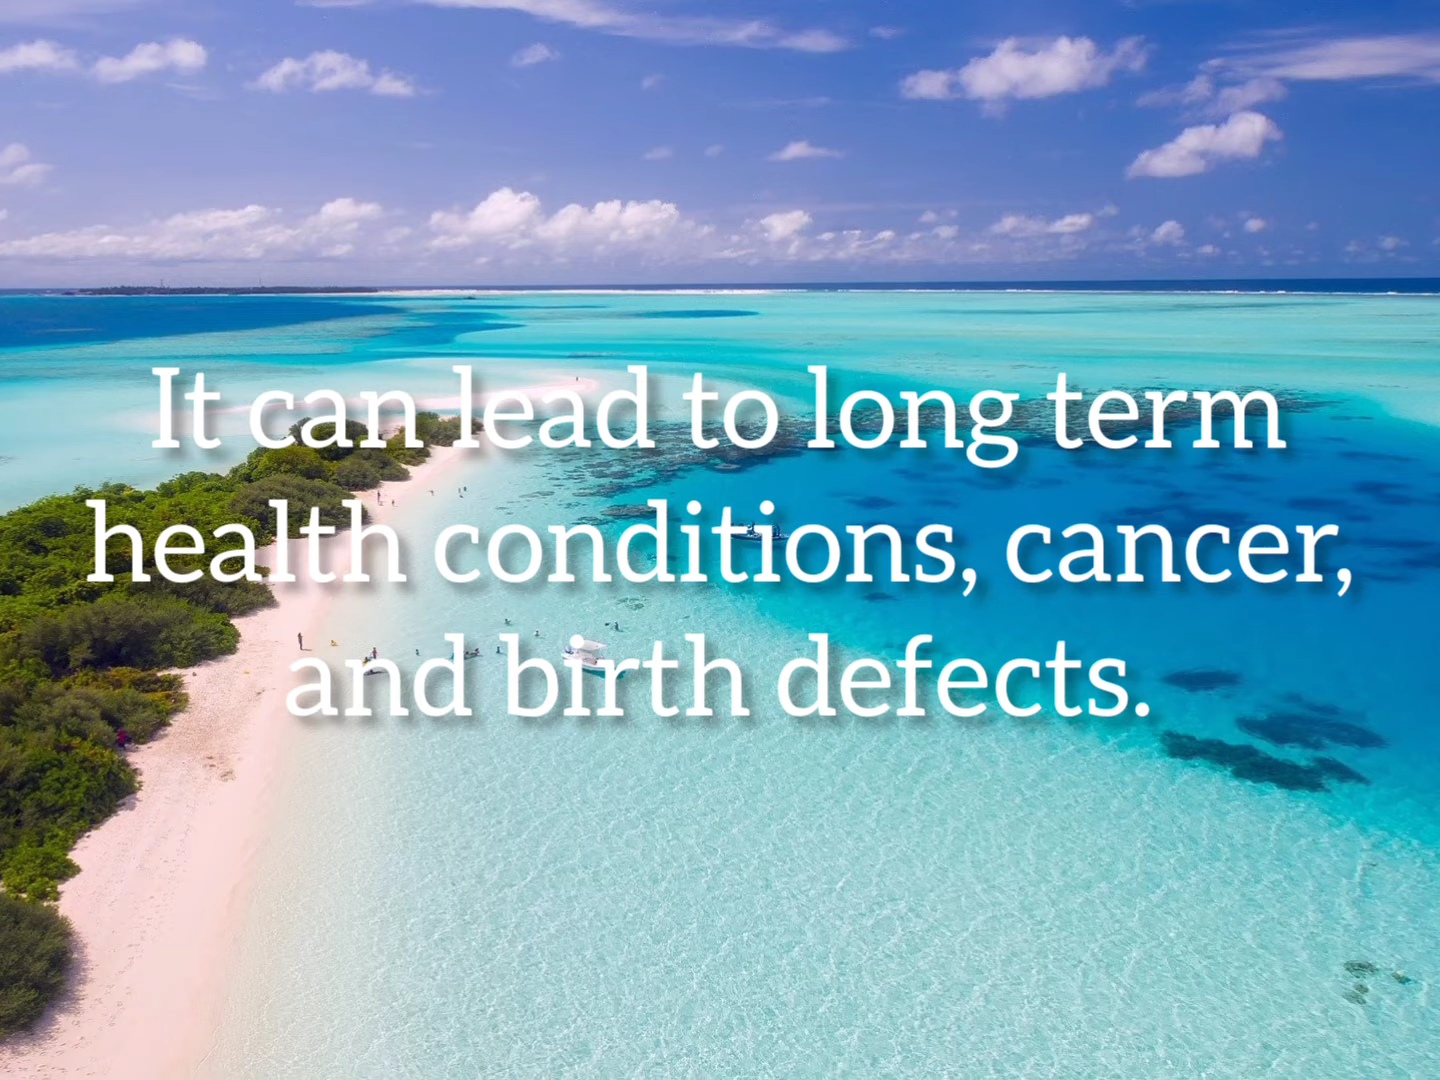 It can lead to long term
health conditions, cancer,
and birth defects.